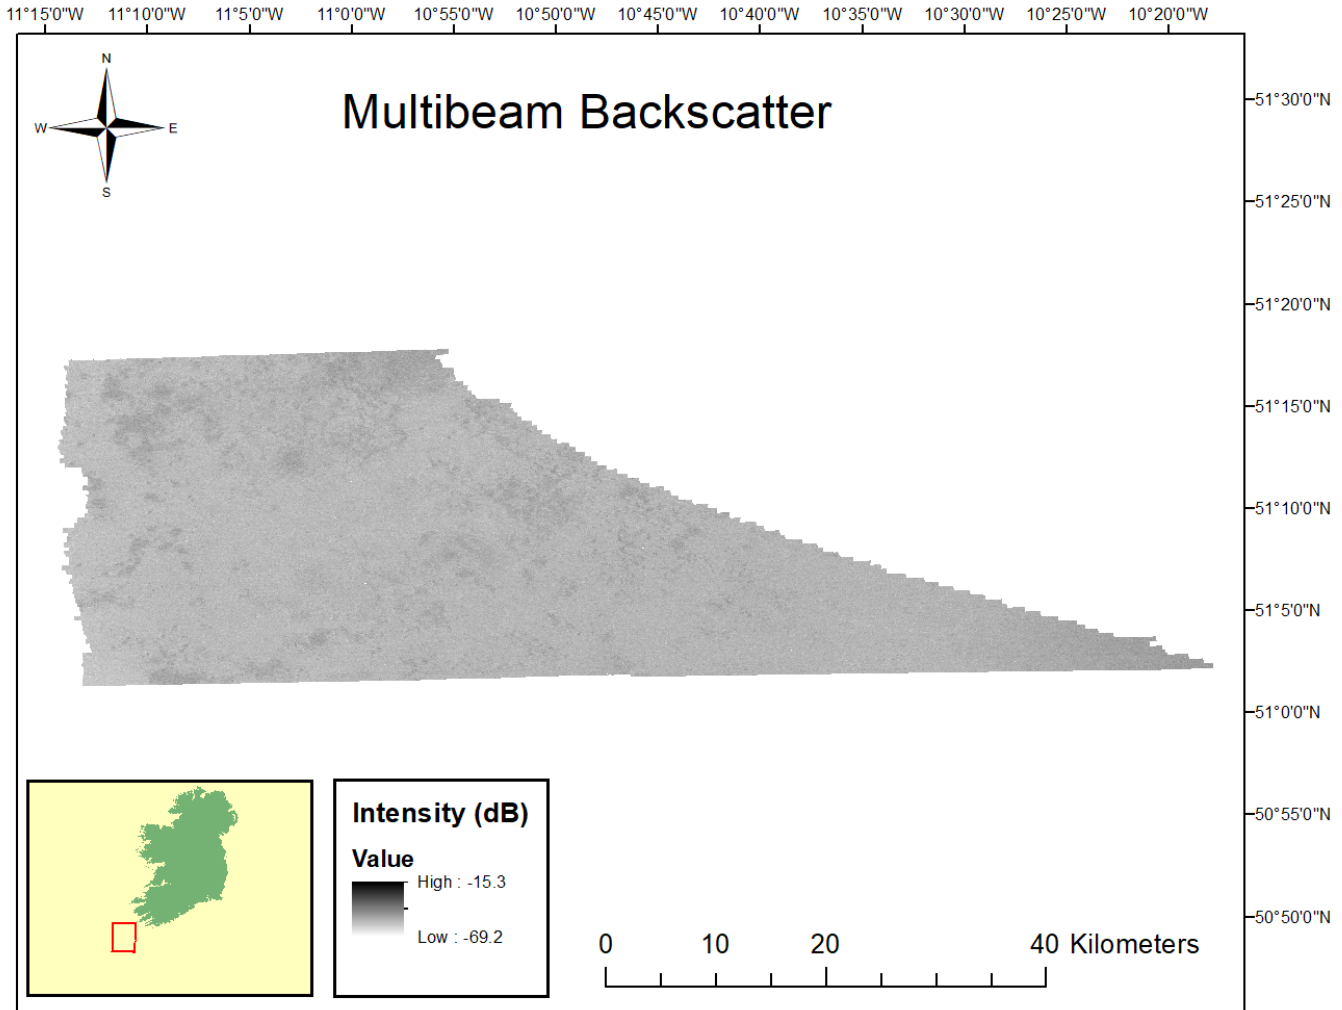 11°15'0"W 11°10'0"W 11°5'0"W 11°0'0"W 10°55'0"W 10°50'0"W 10°45'0"W 10°40'0"W 10°35'0"W 10°30'0"W 10°25'0"W 10°20'0"W
N
W E
S
Multibeam Backscatter
51°30'0"N
51°25'0"N
51°20'0"N
51°15'0"N
51°10'0"N
51°5'0"N
51°0'0"N
50°55'0"N
50°50'0"N
Intensity (dB)
Value
High : -15.3
Low : -69.2
0 10 20 40 Kilometers